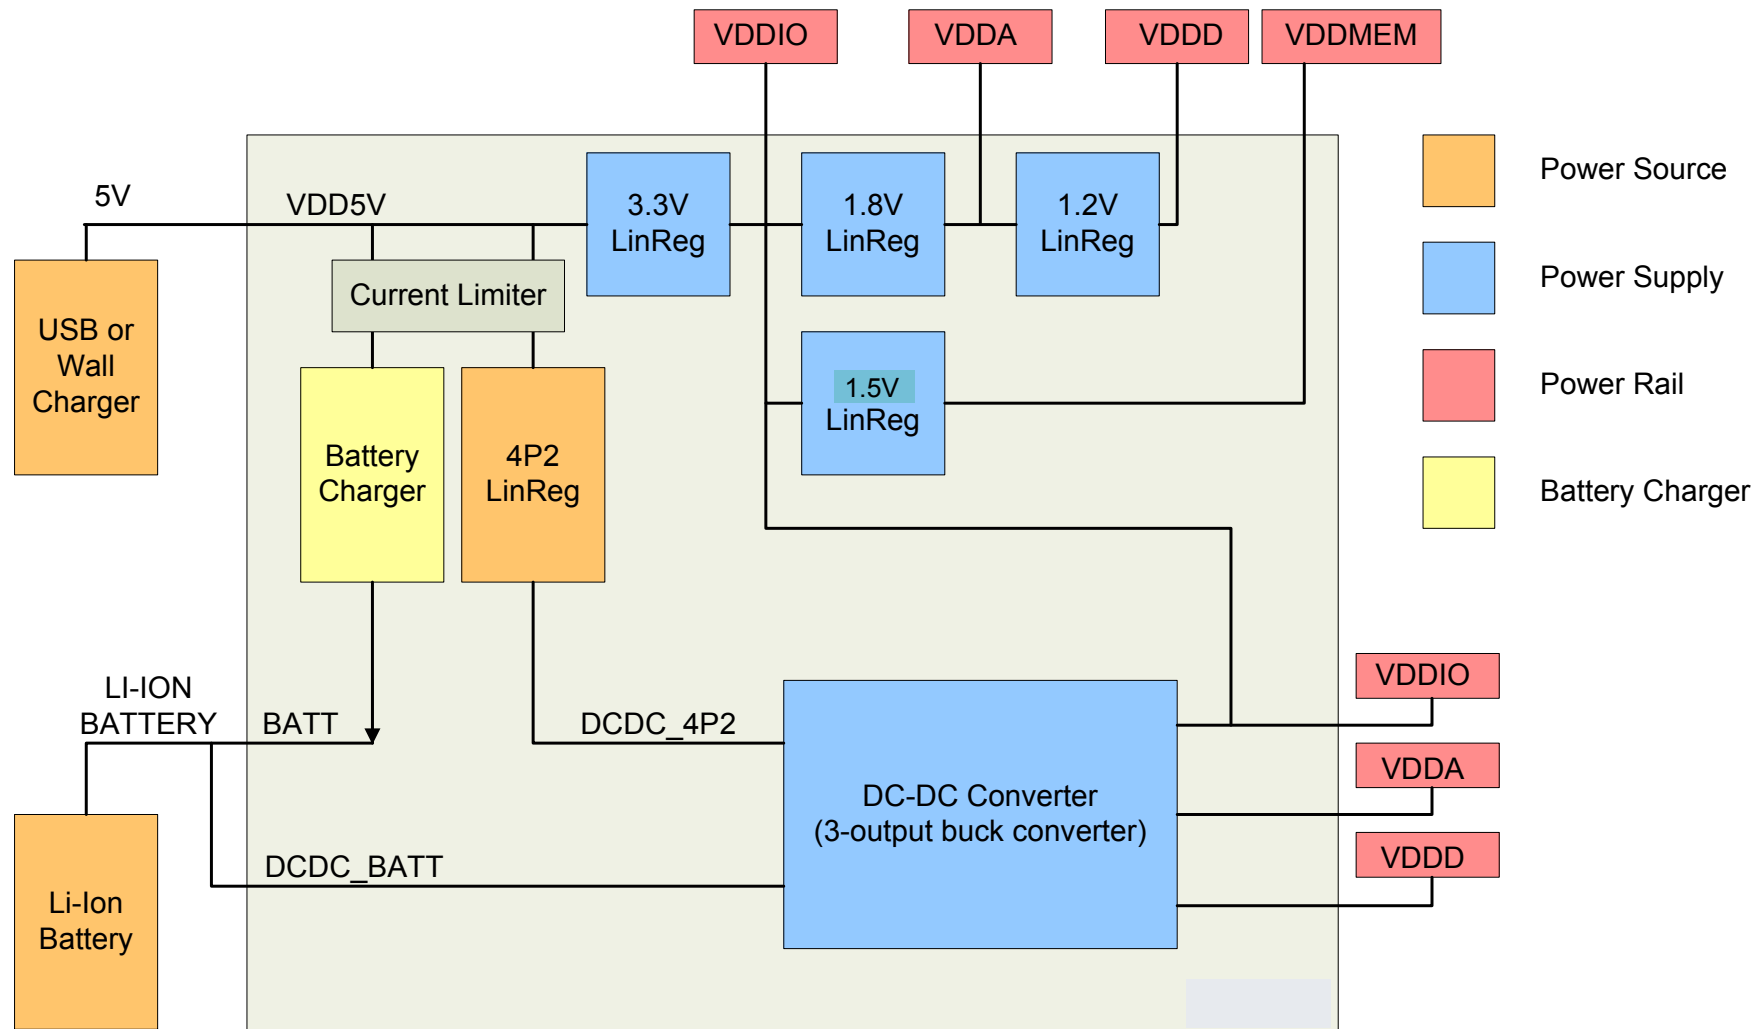 VDDIO
VDDA
VDDD
VDDMEM
5V
VDD5V
3.3V
LinReg
1.8V
LinReg
1.2V
LinReg
Power Source
Current Limiter
Power Supply
USB or
Wall
Charger
1.5V
LinReg
Power Rail
Battery
Charger
4P2
LinReg
Battery Charger
LI-ION
BATTERY
BATT
DCDC_4P2
VDDIO
VDDA
DC-DC Converter
(3-output buck converter)
VDDD
DCDC_BATT
Li-Ion
Battery